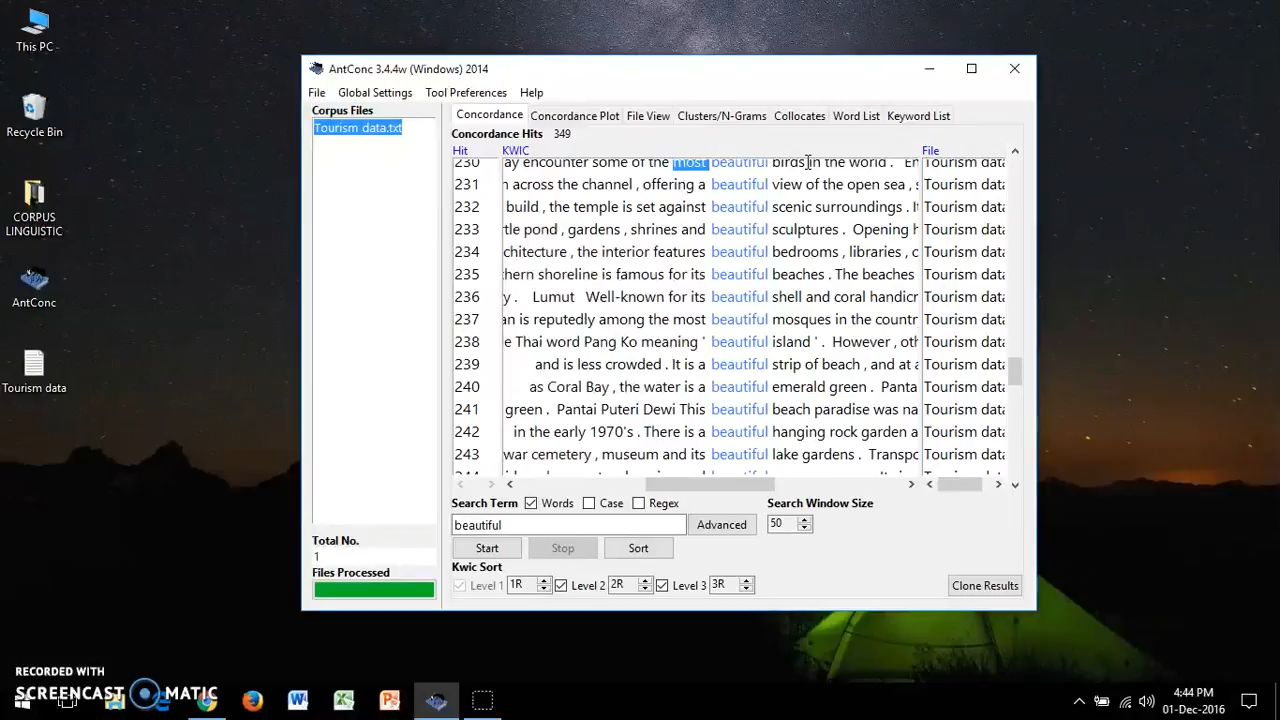 This PC
Recycle Bin
CORPUS
LINGUISTIC
AntConc
Tourism data
AntConc 3.4.4w (Windows) 2014
File Global Settings Tool Preferences Help
Corpus Files
Tourism data.txt
Total No.
1
Files Processed
Concordance Concordance Plot File View Clusters/N-Grams Collocates Word List Keyword List
Concordance Hits 349
Hit KWIC File
230 ay encounter some of the most beautiful birds in the world . En Tourism data
231 n across the channel , offering a beautiful view of the open sea , s Tourism data
232 build , the temple is set against beautiful scenic surroundings . It Tourism data
233 tle pond , gardens , shrines and beautiful sculptures . Opening h Tourism data
234 chitecture , the interior features beautiful bedrooms , libraries , c Tourism data
235 hern shoreline is famous for its beautiful beaches . The beaches Tourism data
236 y . Lumut Well-known for its beautiful shell and coral handicr Tourism data
237 an is reputedly among the most beautiful mosques in the countr Tourism data
238 e Thai word Pang Ko meaning ' beautiful island ' . However , oth Tourism data
239 and is less crowded . It is a beautiful strip of beach , and at a Tourism data
240 as Coral Bay , the water is a beautiful emerald green . Panta Tourism data
241 green . Pantai Puteri Dewi This beautiful beach paradise was na Tourism data
242 in the early 1970's . There is a beautiful hanging rock garden a Tourism data
243 war cemetery , museum and its beautiful lake gardens . Transpo Tourism data
Search Term Words Case Regex Search Window Size
beautiful Advanced 50
Start Stop Sort
Kwic Sort
Level 1 1R Level 2 2R Level 3 3R Clone Results
RECORDED WITH
SCREENCAST MATIC
4:44 PM
01-Dec-2016